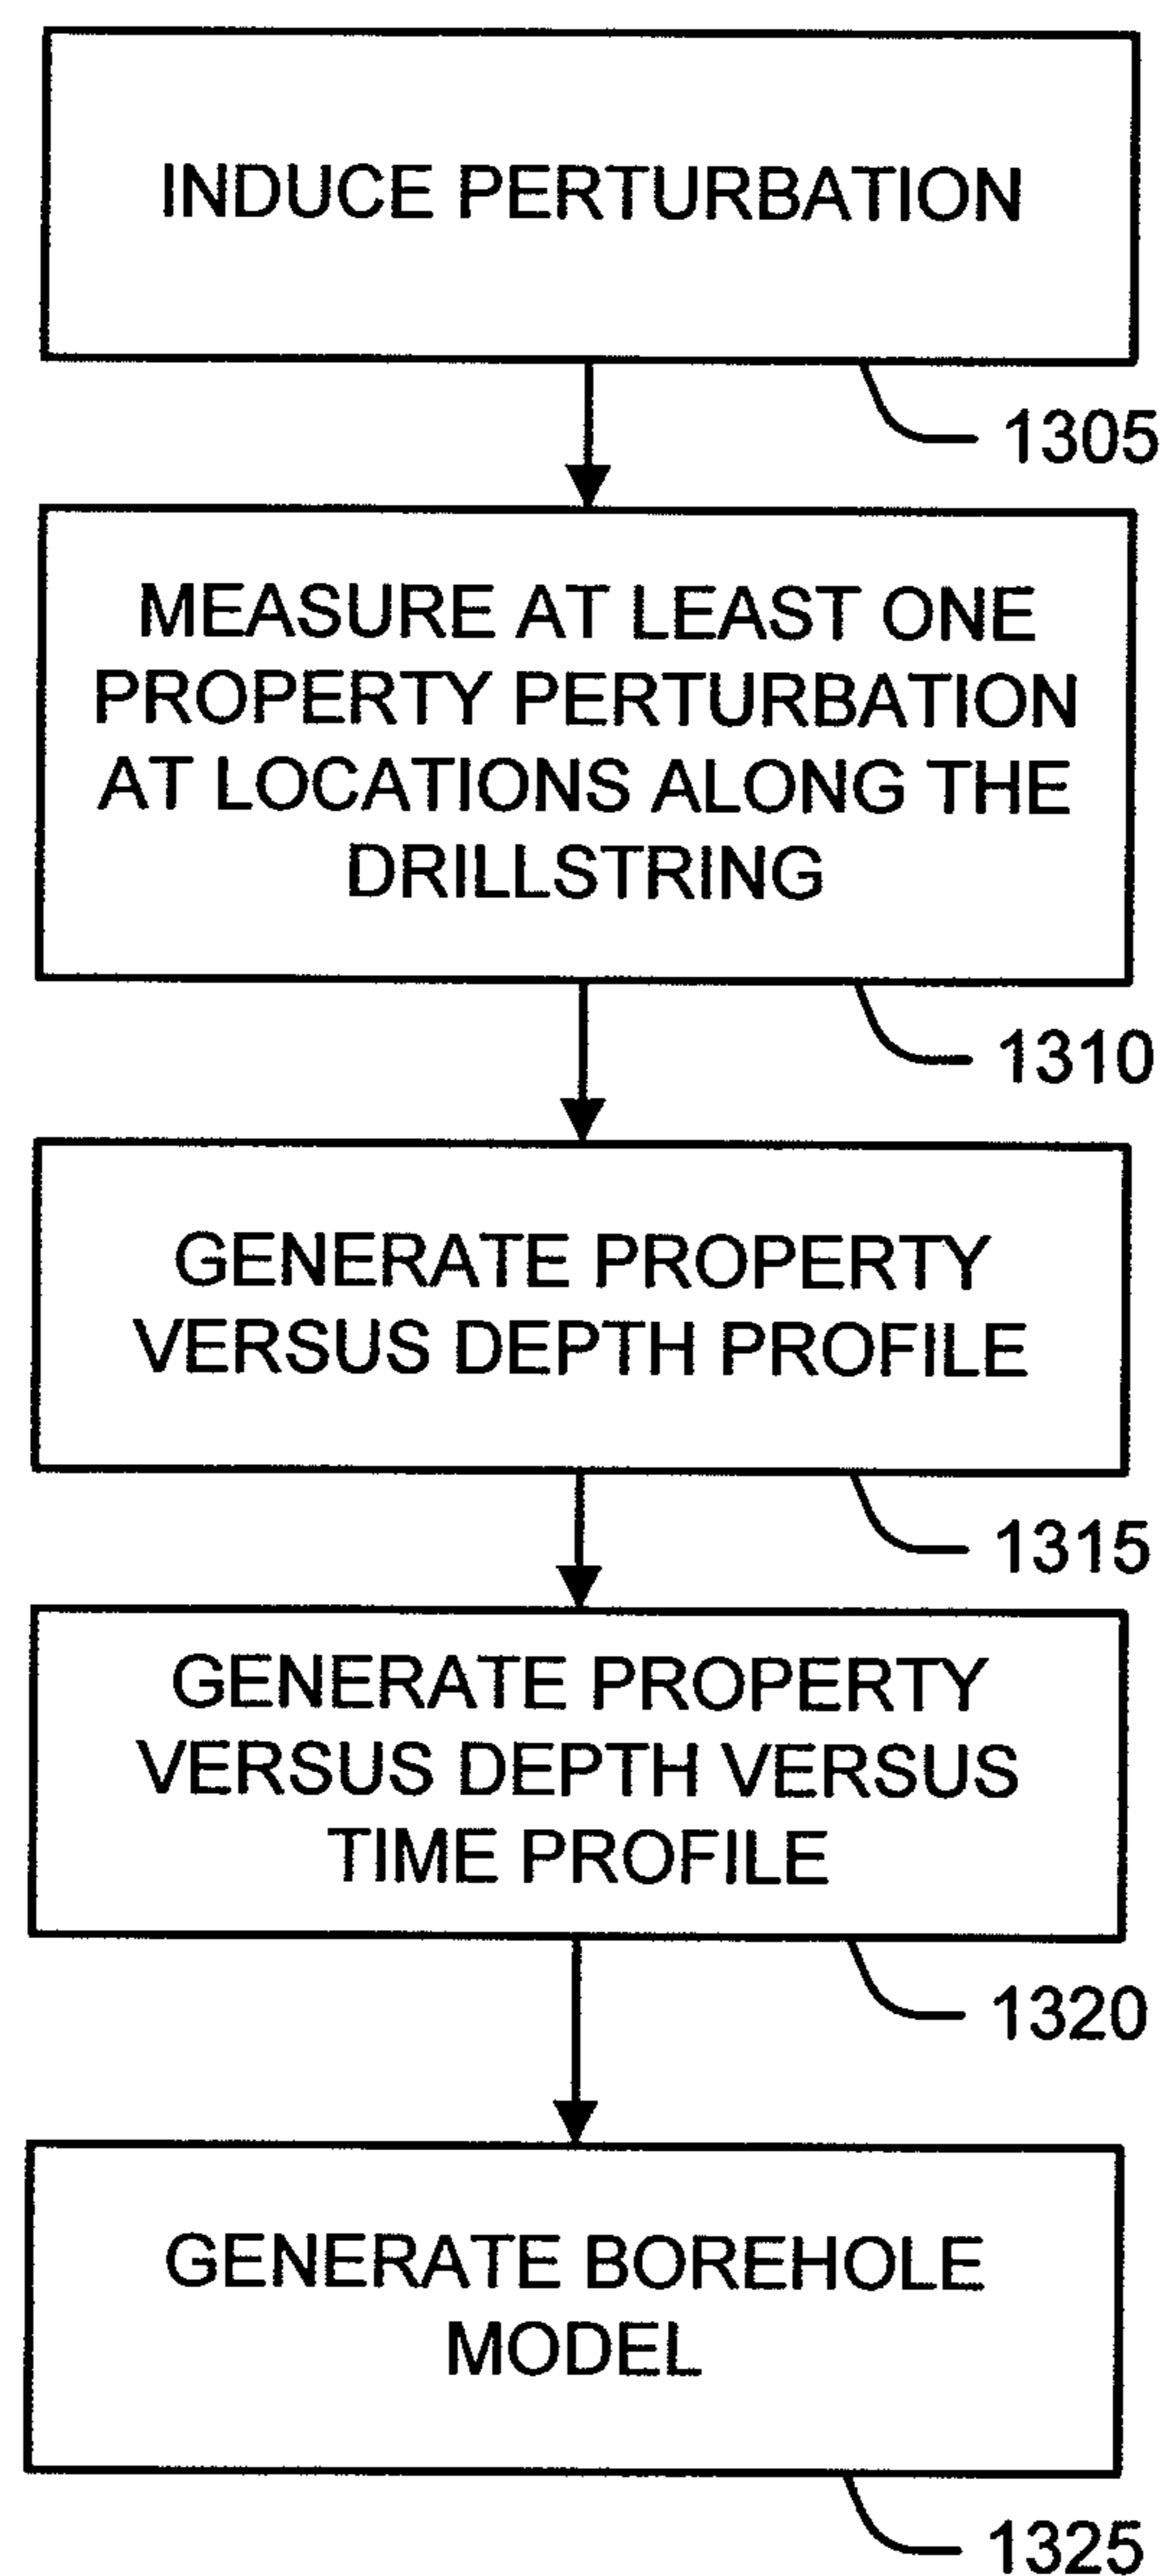 INDUCE PERTURBATION
1305
MEASURE AT LEAST ONE
PROPERTY PERTURBATION
AT LOCATIONS ALONG THE
DRILLSTRING
1310
GENERATE PROPERTY
VERSUS DEPTH PROFILE
1315
GENERATE PROPERTY
VERSUS DEPTH VERSUS
TIME PROFILE
1320
GENERATE BOREHOLE
MODEL
1325